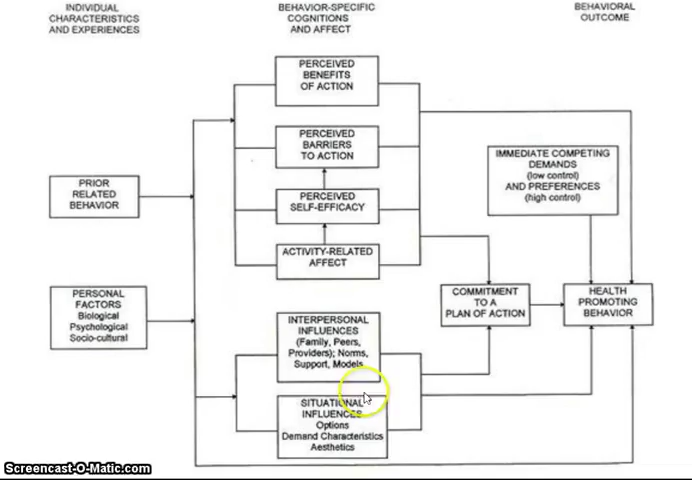 INDIVIDUAL
CHARACTERISTICS
AND EXPERIENCES
BEHAVIOR-SPECIFIC
COGNITIONS
AND AFFECT
BEHAVIORAL
OUTCOME
PERCEIVED
BENEFITS
OF ACTION
PERCEIVED
BARRIERS
TO ACTION
PERCEIVED
SELF-EFFICACY
ACTIVITY-RELATED
AFFECT
PRIOR
RELATED
BEHAVIOR
PERSONAL
FACTORS
Biological
Psychological
Socio-cultural
INTERPERSONAL
INFLUENCES
(Family, Peers,
Providers); Norms,
Support, Models
SITUATIONAL
INFLUENCES
Options
Demand Characteristics
Aesthetics
IMMEDIATE COMPETING
DEMANDS
(low control)
AND PREFERENCES
(high control)
COMMITMENT
TO A
PLAN OF ACTION
HEALTH
PROMOTING
BEHAVIOR
Screencast-O-Matic.com